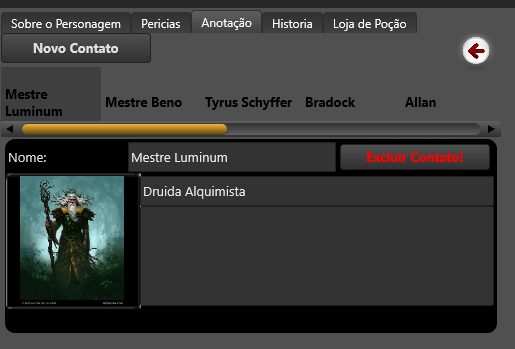 Sobre o Personagem Pericias Anotação Historia Loja de Poção
Novo Contato
Mestre Luminum Mestre Beno Tyrus Schyffer Bradock Allan
Nome: Mestre Luminum Excluir Contato!
Druida Alquimista